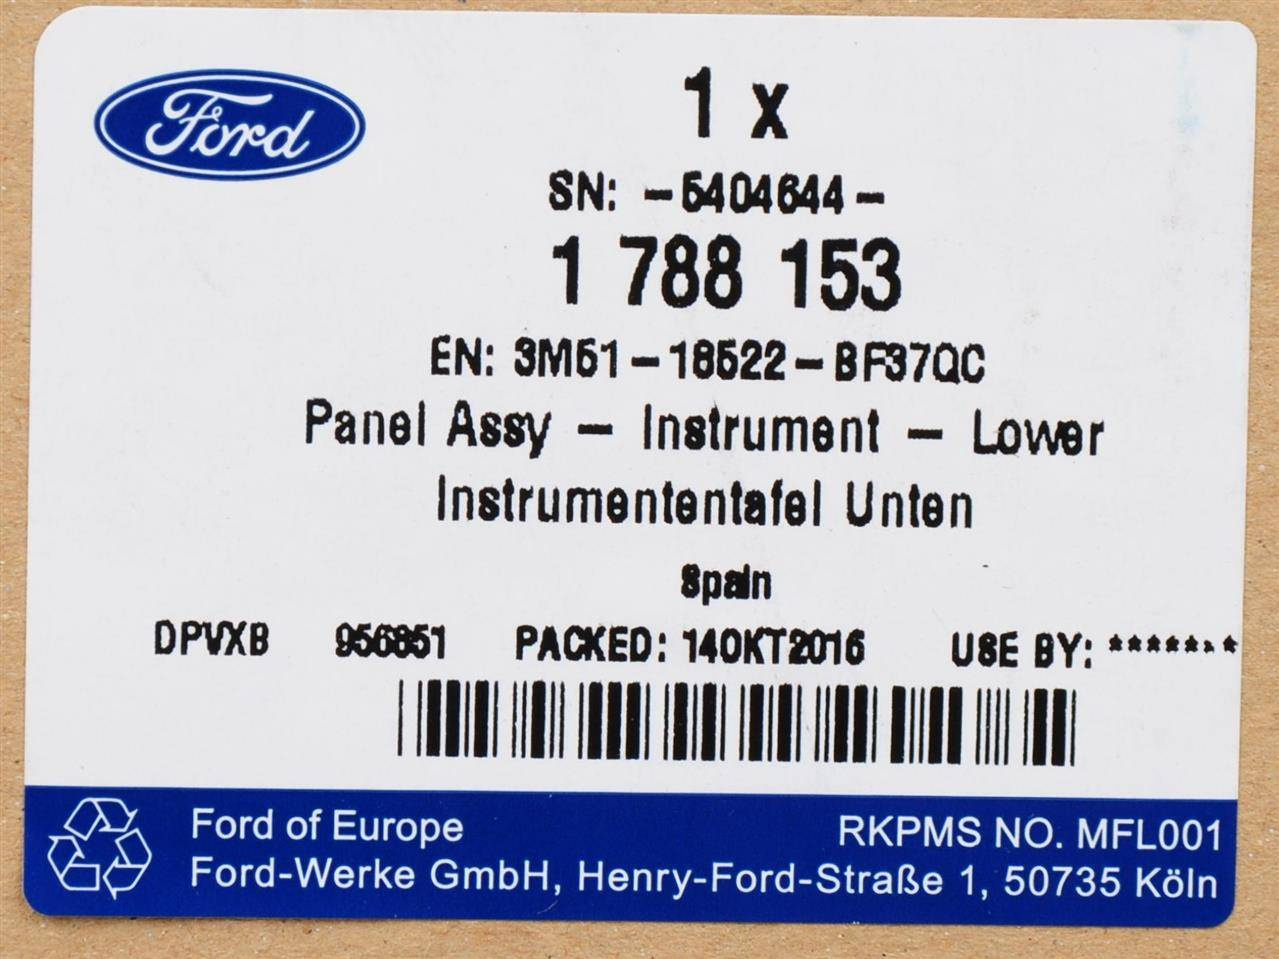 Ford
1 x
SN: -5404644-
1 788 153
EN: 3M51-18522-BF37QC
Panel Assy - Instrument - Lower
Instrumententafel Unten
Spain
DPVXB 956851 PACKED: 14OKT2016 USE BY: *******
Ford of Europe RKPMS NO. MFL001
Ford-Werke GmbH, Henry-Ford-Straße 1, 50735 Köln